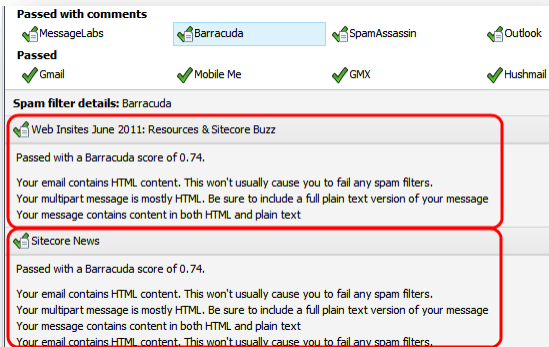 Passed with comments
MessageLabs Barracuda SpamAssassin Outlook
Passed
Gmail Mobile Me GMX Hushmail
Spam filter details: Barracuda
Web Insites June 2011: Resources & Sitecore Buzz
Passed with a Barracuda score of 0.74.
Your email contains HTML content. This won't usually cause you to fail any spam filters.
Your multipart message is mostly HTML. Be sure to include a full plain text version of your message
Your message contains content in both HTML and plain text
Sitecore News
Passed with a Barracuda score of 0.74.
Your email contains HTML content. This won't usually cause you to fail any spam filters.
Your multipart message is mostly HTML. Be sure to include a full plain text version of your message
Your message contains content in both HTML and plain text
Your email contains HTML content. This won't usually cause you to fail any spam filters.